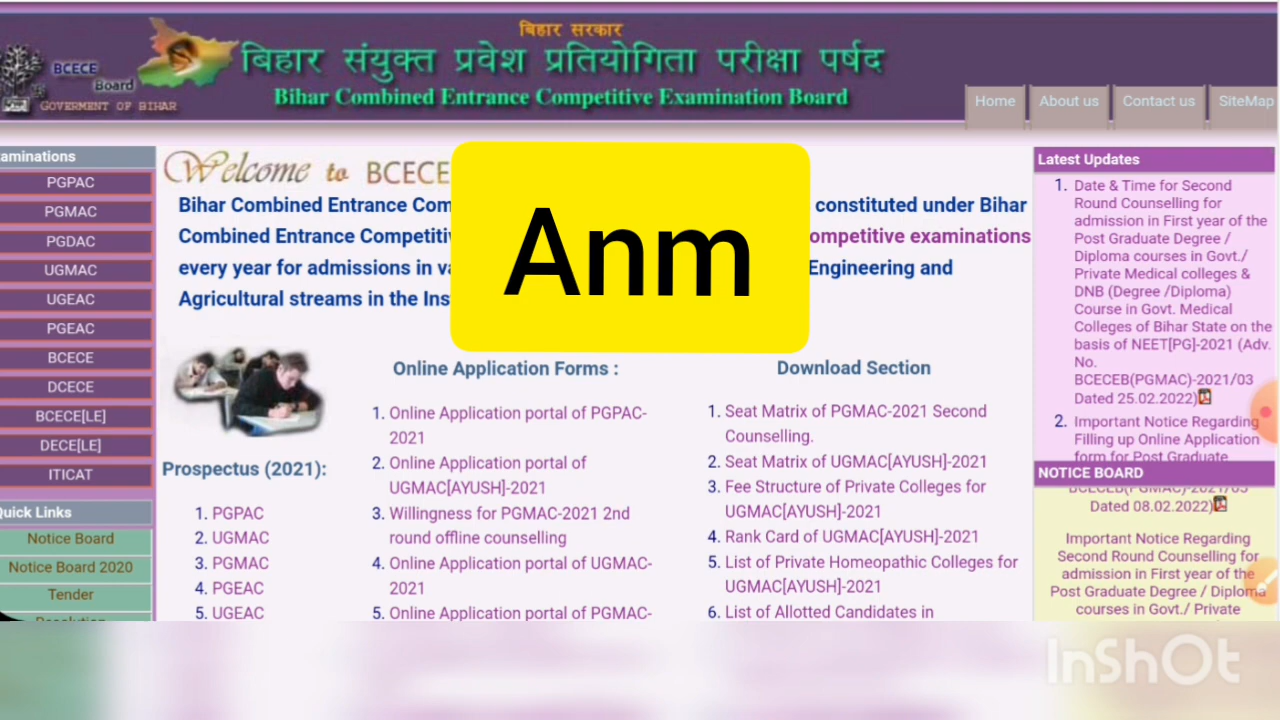 बिहार सरकार
बिहार संयुक्त प्रवेश प्रतियोगिता परीक्षा पर्षद
Bihar Combined Entrance Competitive Examination Board
BCECE
Board
GOVERMENT OF BIHAR
Home
About us
Contact us
SiteMap
aminations
PGPAC
PGMAC
PGDAC
UGMAC
UGEAC
PGEAC
BCECE
DCECE
BCECE[LE]
DECE[LE]
ITICAT
Quick Links
Notice Board
Notice Board 2020
Tender
Welcome to BCECE
Bihar Combined Entrance Com constituted under Bihar
Combined Entrance Competiti ompetitive examinations
every year for admissions in va Engineering and
Agricultural streams in the Ins
Anm
Prospectus (2021):
1. PGPAC
2. UGMAC
3. PGMAC
4. PGEAC
5. UGEAC
Online Application Forms :
1. Online Application portal of PGPAC-
2021
2. Online Application portal of
UGMAC[AYUSH]-2021
3. Willingness for PGMAC-2021 2nd
round offline counselling
4. Online Application portal of UGMAC-
2021
5. Online Application portal of PGMAC-
Download Section
1. Seat Matrix of PGMAC-2021 Second
Counselling.
2. Seat Matrix of UGMAC[AYUSH]-2021
3. Fee Structure of Private Colleges for
UGMAC[AYUSH]-2021
4. Rank Card of UGMAC[AYUSH]-2021
5. List of Private Homeopathic Colleges for
UGMAC[AYUSH]-2021
6. List of Allotted Candidates in
Latest Updates
1. Date & Time for Second
Round Counselling for
admission in First year of the
Post Graduate Degree /
Diploma courses in Govt./
Private Medical colleges &
DNB (Degree /Diploma)
Course in Govt. Medical
Colleges of Bihar State on the
basis of NEET[PG]-2021 (Adv.
No.
BCECEB(PGMAC)-2021/03
Dated 25.02.2022)
2. Important Notice Regarding
Filling up Online Application
form for Post Graduate
NOTICE BOARD
BCECEB(PGMAC)-2021/03
Dated 08.02.2022)
Important Notice Regarding
Second Round Counselling for
admission in First year of the
Post Graduate Degree / Diploma
courses in Govt./ Private
InShOt